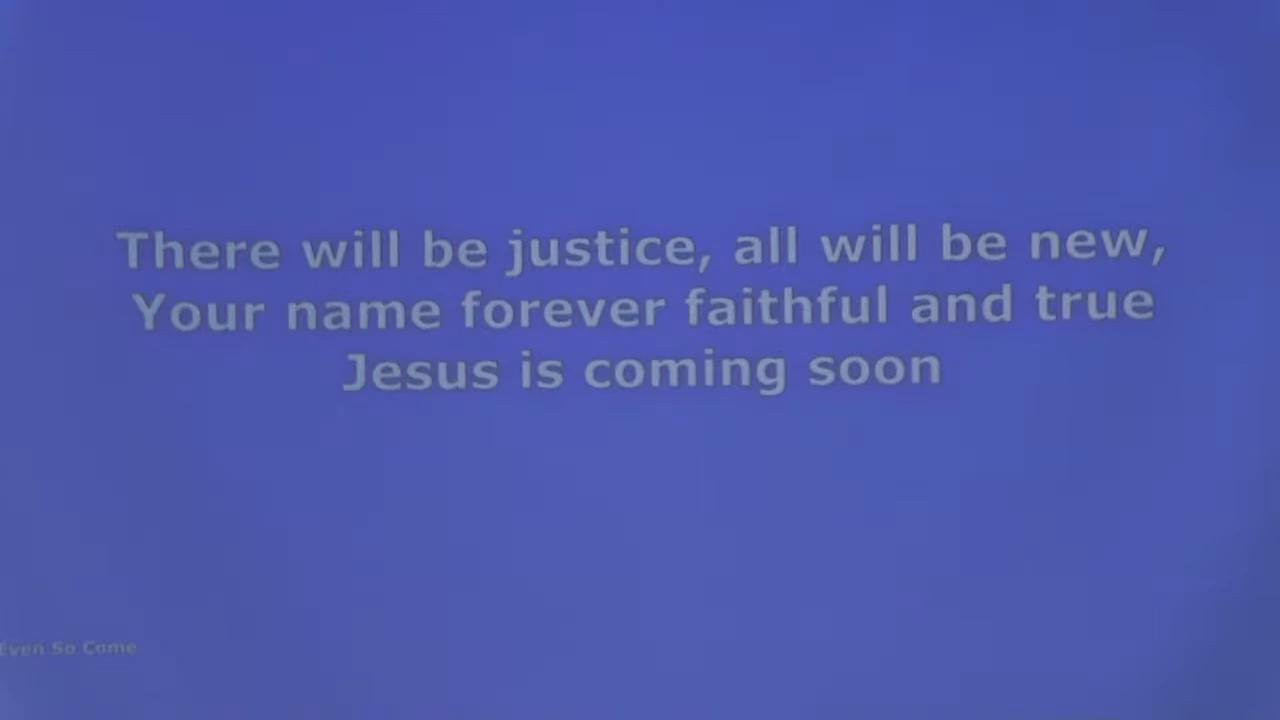 There will be justice, all will be new,
Your name forever faithful and true
Jesus is coming soon
Even So Come